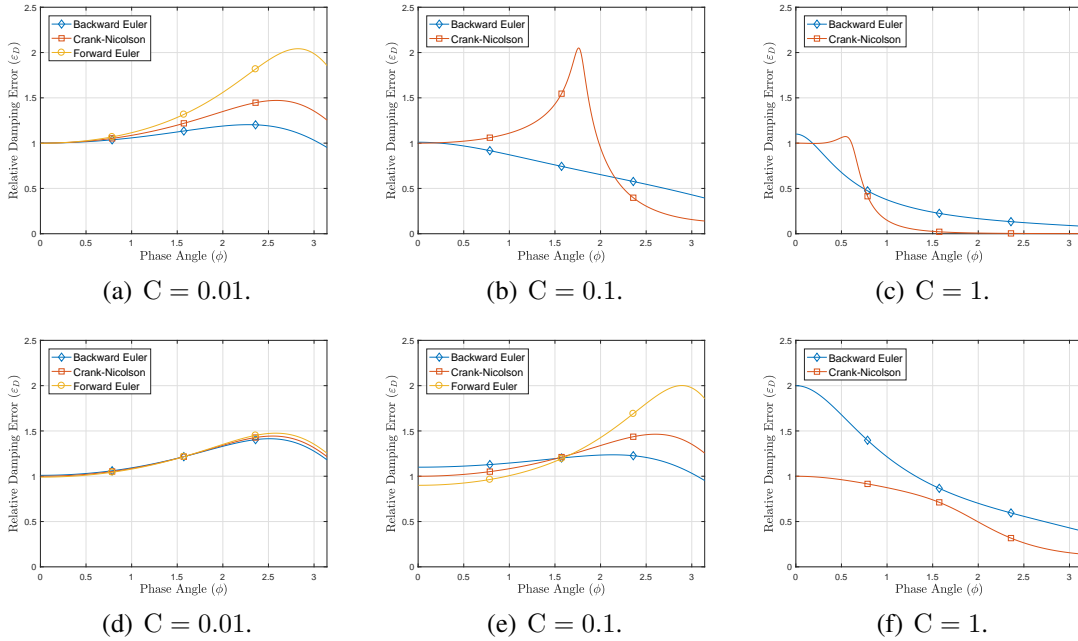 2.5
2
1.5
1
0.5
0
Relative Damping Error (εD)
Backward Euler
Crank-Nicolson
Forward Euler
0 0.5 1 1.5 2 2.5 3
Phase Angle (ϕ)
(a) C = 0.01.
2.5
2
1.5
1
0.5
0
Relative Damping Error (εD)
Backward Euler
Crank-Nicolson
0 0.5 1 1.5 2 2.5 3
Phase Angle (ϕ)
(b) C = 0.1.
2.5
2
1.5
1
0.5
0
Relative Damping Error (εD)
Backward Euler
Crank-Nicolson
0 0.5 1 1.5 2 2.5 3
Phase Angle (ϕ)
(c) C = 1.
2.5
2
1.5
1
0.5
0
Relative Damping Error (εD)
Backward Euler
Crank-Nicolson
Forward Euler
0 0.5 1 1.5 2 2.5 3
Phase Angle (ϕ)
(d) C = 0.01.
2.5
2
1.5
1
0.5
0
Relative Damping Error (εD)
Backward Euler
Crank-Nicolson
Forward Euler
0 0.5 1 1.5 2 2.5 3
Phase Angle (ϕ)
(e) C = 0.1.
2.5
2
1.5
1
0.5
0
Relative Damping Error (εD)
Backward Euler
Crank-Nicolson
0 0.5 1 1.5 2 2.5 3
Phase Angle (ϕ)
(f) C = 1.